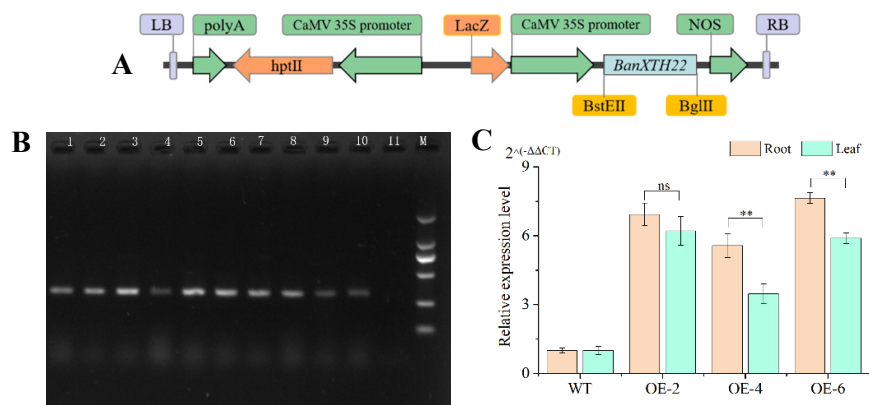 LB polyA CaMV 35S promoter LacZ CaMV 35S promoter NOS RB
A hptII BanXTH22
BstEII BglII
B 1 2 3 4 5 6 7 8 9 10 11 M
C 2^(-ΔΔCT) Root Leaf
Relative expression level
9
6
3
0
ns
**
**
WT OE-2 OE-4 OE-6